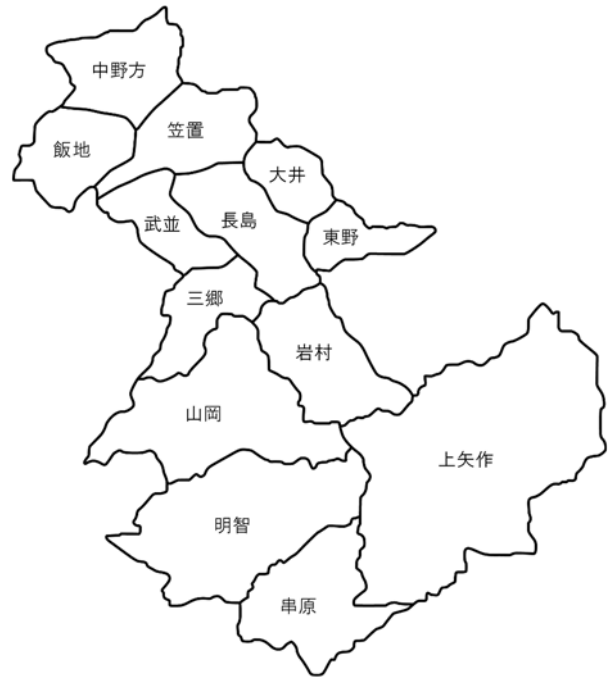 中野方
笠置
飯地
大井
武並
長島
東野
三郷
岩村
山岡
上矢作
明智
串原